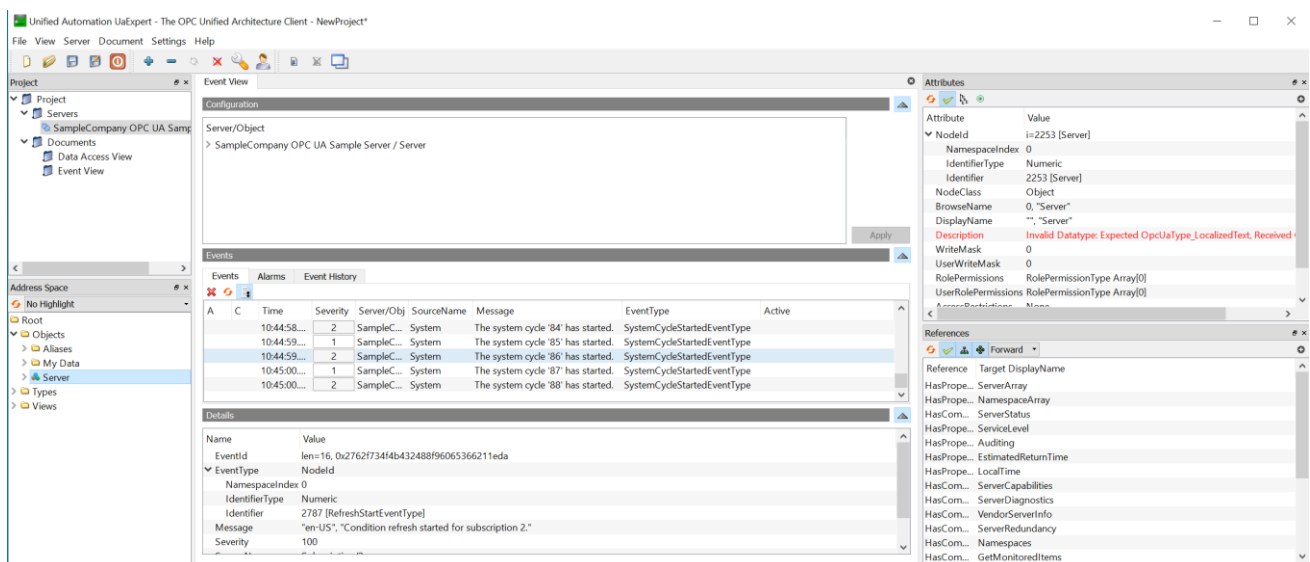 Unified Automation UaExpert - The OPC Unified Architecture Client - NewProject*
File View Server Document Settings Help
Project
Project
Servers
SampleCompany OPC UA Samp
Documents
Data Access View
Event View
Address Space
No Highlight
Root
Objects
Aliases
My Data
Server
Types
Views
Event View
Configuration
Server/Object
SampleCompany OPC UA Sample Server / Server
Apply
Events
Events Alarms Event History
A C Time Severity Server/Obj SourceName Message EventType Active
10:44:58.... 2 SampleC... System The system cycle '84' has started. SystemCycleStartedEventType
10:44:59.... 1 SampleC... System The system cycle '85' has started. SystemCycleStartedEventType
10:44:59.... 2 SampleC... System The system cycle '86' has started. SystemCycleStartedEventType
10:45:00.... 1 SampleC... System The system cycle '87' has started. SystemCycleStartedEventType
10:45:00.... 2 SampleC... System The system cycle '88' has started. SystemCycleStartedEventType
Details
Name Value
EventId len=16, 0x2762f734f4b432488f96065366211eda
EventType NodeId
NamespaceIndex 0
IdentifierType Numeric
Identifier 2787 [RefreshStartEventType]
Message "en-US", "Condition refresh started for subscription 2."
Severity 100
Attributes
Attribute Value
NodeId i=2253 [Server]
NamespaceIndex 0
IdentifierType Numeric
Identifier 2253 [Server]
NodeClass Object
BrowseName 0, "Server"
DisplayName "", "Server"
Description Invalid Datatype: Expected OpcUaType_LocalizedText, Received
WriteMask 0
UserWriteMask 0
RolePermissions RolePermissionType Array[0]
UserRolePermissions RolePermissionType Array[0]
AccessRestrictions None
References
Forward
Reference Target DisplayName
HasPrope... ServerArray
HasPrope... NamespaceArray
HasCom... ServerStatus
HasPrope... ServiceLevel
HasPrope... Auditing
HasPrope... EstimatedReturnTime
HasPrope... LocalTime
HasCom... ServerCapabilities
HasCom... ServerDiagnostics
HasCom... VendorServerInfo
HasCom... ServerRedundancy
HasCom... Namespaces
HasCom... GetMonitoredItems